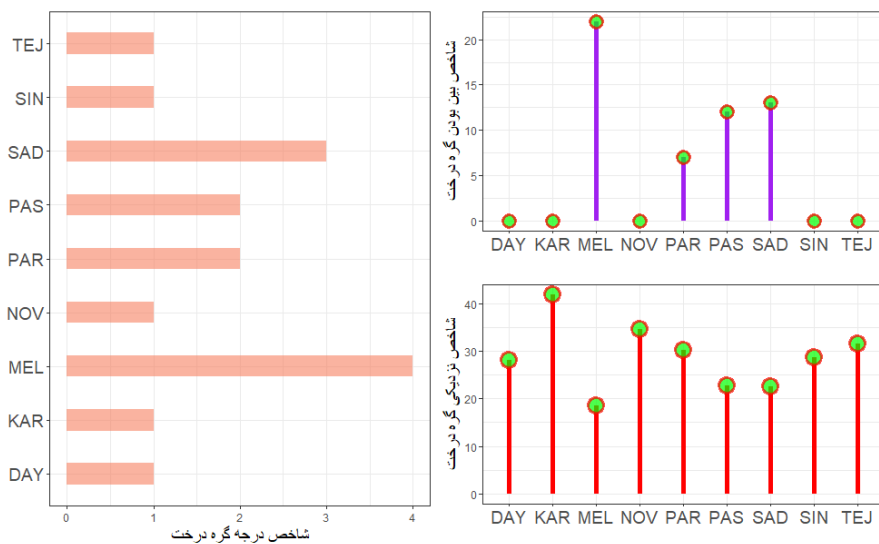 TEJ
SIN
SAD
PAS
PAR
NOV
MEL
KAR
DAY
0 1 2 3 4
شاخص درجه گره درخت
شاخص بین بودن گره درخت
20
15
10
5
0
DAY KAR MEL NOV PAR PAS SAD SIN TEJ
شاخص نزدیکی گره درخت
40
30
20
10
0
DAY KAR MEL NOV PAR PAS SAD SIN TEJ